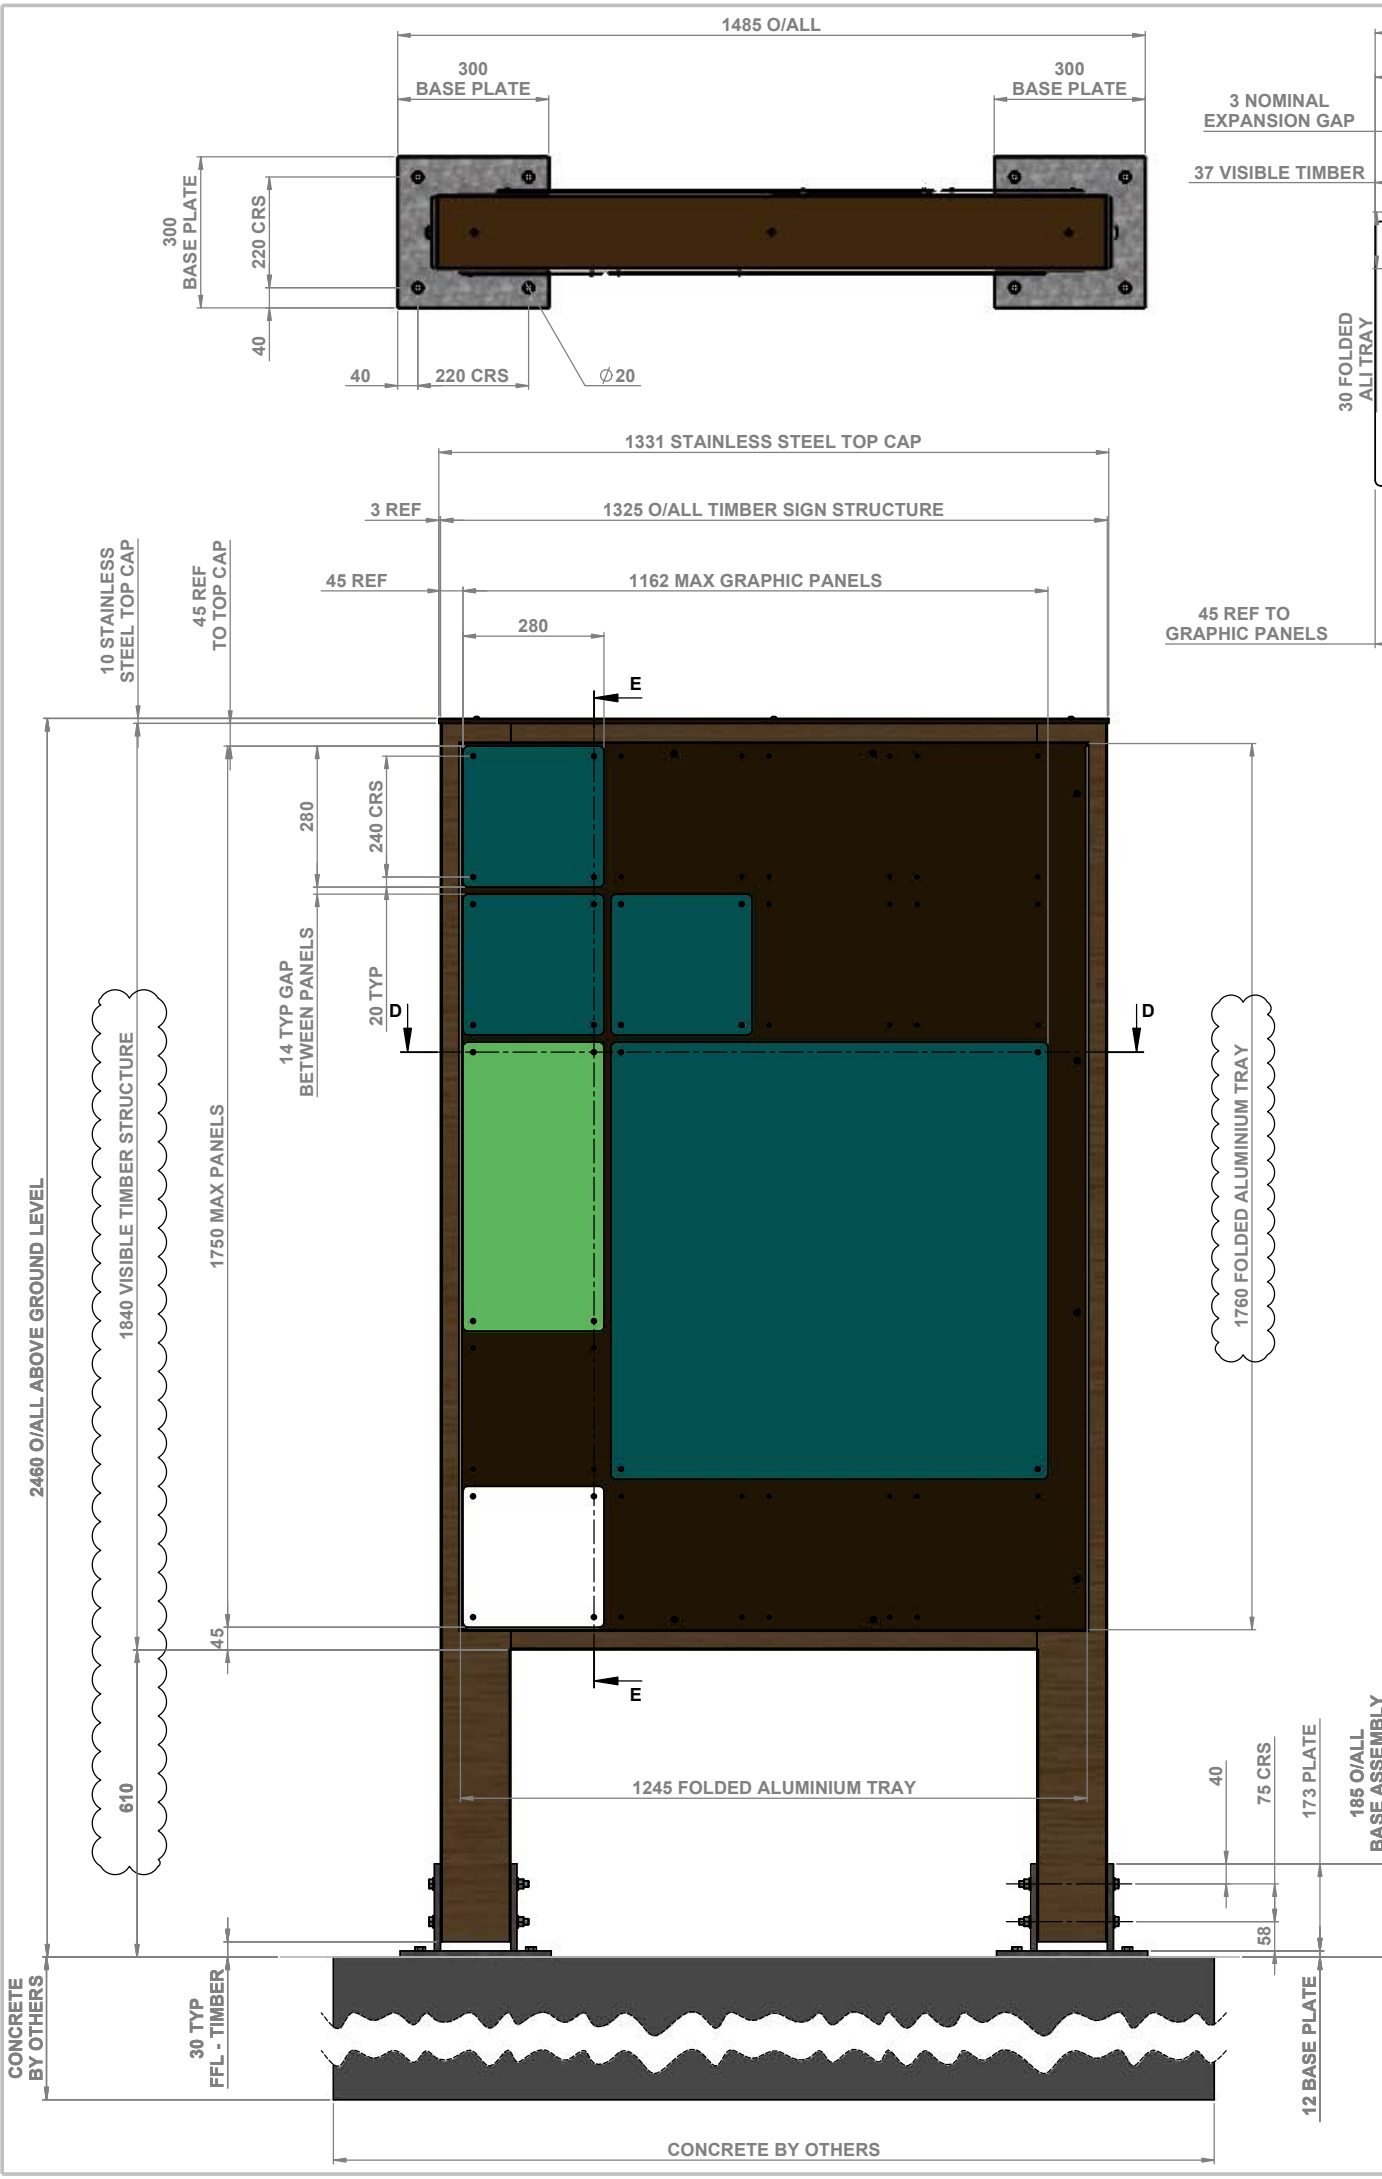 1485 O/ALL
300
BASE PLATE
300
BASE PLATE
3 NOMINAL
EXPANSION GAP
37 VISIBLE TIMBER
300
BASE PLATE
220 CRS
40
40
220 CRS
∅20
30 FOLDED
ALI TRAY
1331 STAINLESS STEEL TOP CAP
3 REF
1325 O/ALL TIMBER SIGN STRUCTURE
10 STAINLESS
STEEL TOP CAP
45 REF
TO TOP CAP
45 REF
1162 MAX GRAPHIC PANELS
280
45 REF TO
GRAPHIC PANELS
E
280
240 CRS
14 TYP GAP
BETWEEN PANELS
20 TYP
D
D
2460 O/ALL ABOVE GROUND LEVEL
1840 VISIBLE TIMBER STRUCTURE
1750 MAX PANELS
1760 FOLDED ALUMINIUM TRAY
45
E
610
1245 FOLDED ALUMINIUM TRAY
40
75 CRS
173 PLATE
185 O/ALL
BASE ASSEMBLY
58
CONCRETE
BY OTHERS
30 TYP
FFL - TIMBER
12 BASE PLATE
CONCRETE BY OTHERS